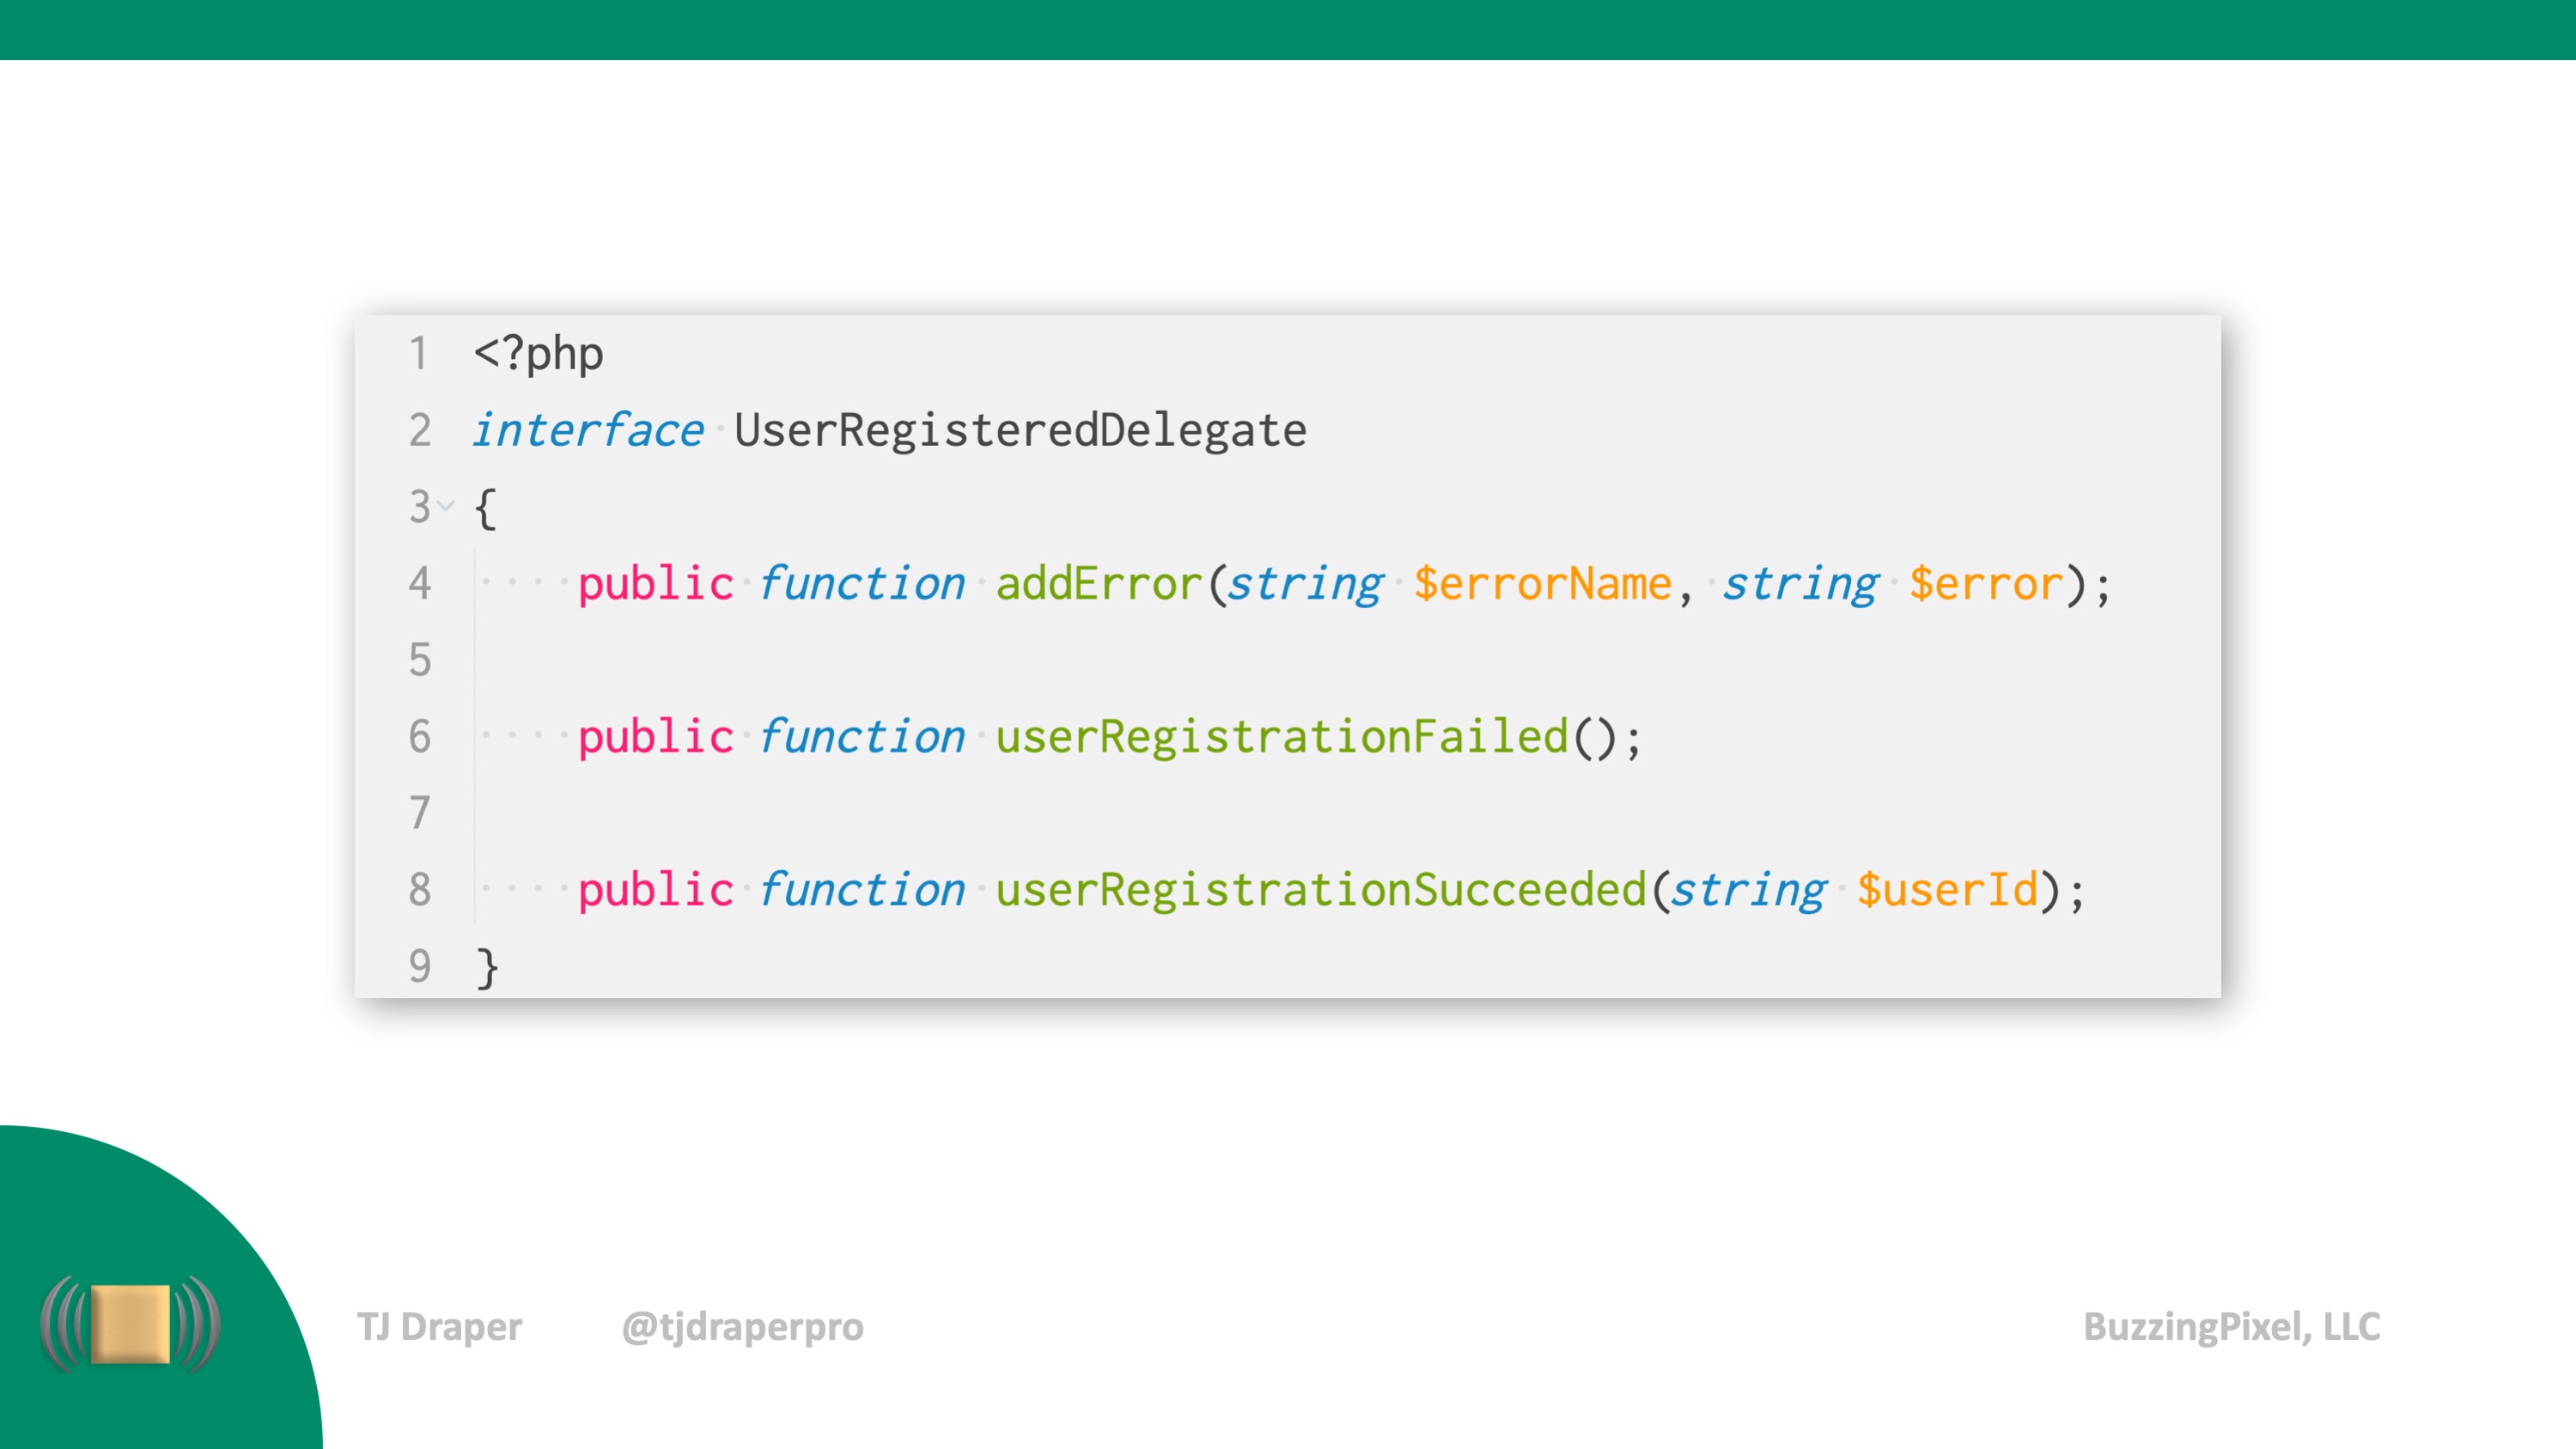 1 <?php
2 interface UserRegisteredDelegate
3 {
4     public function addError(string $errorName, string $error);
5
6     public function userRegistrationFailed();
7
8     public function userRegistrationSucceeded(string $userId);
9 }
TJ Draper @tjdraperpro BuzzingPixel, LLC